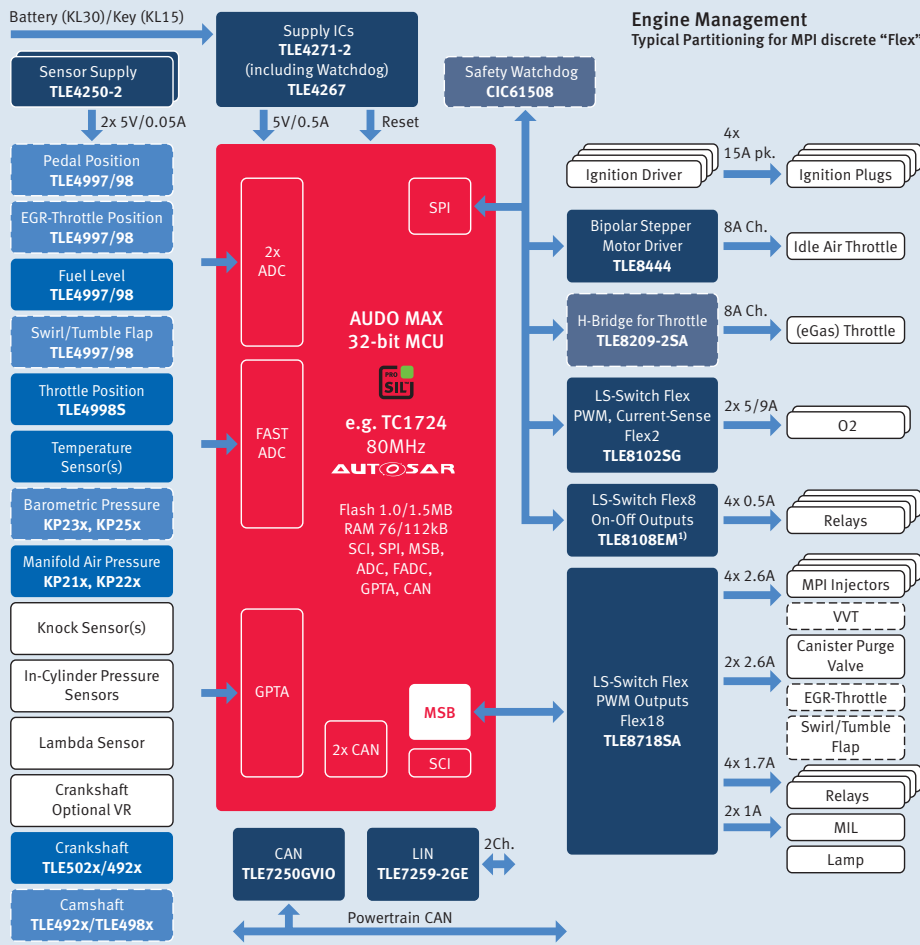 Battery (KL30)/Key (KL15)
Engine Management
Typical Partitioning for MPI discrete “Flex”
Supply ICs
TLE4271-2
(including Watchdog)
TLE4267
Sensor Supply
TLE4250-2
Safety Watchdog
CIC61508
2x 5V/0.05A
5V/0.5A
Reset
Pedal Position
TLE4997/98
EGR-Throttle Position
TLE4997/98
Fuel Level
TLE4997/98
Swirl/Tumble Flap
TLE4997/98
Throttle Position
TLE4998S
Temperature
Sensor(s)
Barometric Pressure
KP23x, KP25x
Manifold Air Pressure
KP21x, KP22x
Knock Sensor(s)
In-Cylinder Pressure
Sensors
Lambda Sensor
Crankshaft
Optional VR
Crankshaft
TLE502x/492x
Camshaft
TLE492x/TLE498x
2x
ADC
FAST
ADC
GPTA
SPI
AUDO MAX
32-bit MCU
PRO
SIL
e.g. TC1724
80MHz
AUTOSAR
Flash 1.0/1.5MB
RAM 76/112kB
SCI, SPI, MSB,
ADC, FADC,
GPTA, CAN
MSB
2x CAN
SCI
CAN
TLE7250GVIO
LIN
TLE7259-2GE
2Ch.
Powertrain CAN
Ignition Driver
4x
15A pk.
Ignition Plugs
Bipolar Stepper
Motor Driver
TLE8444
8A Ch.
Idle Air Throttle
H-Bridge for Throttle
TLE8209-2SA
8A Ch.
(eGas) Throttle
LS-Switch Flex
PWM, Current-Sense
Flex2
TLE8102SG
2x 5/9A
O2
LS-Switch Flex8
On-Off Outputs
TLE8108EM1)
4x 0.5A
Relays
LS-Switch Flex
PWM Outputs
Flex18
TLE8718SA
4x 2.6A
MPI Injectors
VVT
2x 2.6A
Canister Purge
Valve
EGR-Throttle
Swirl/Tumble
Flap
4x 1.7A
Relays
2x 1A
MIL
Lamp